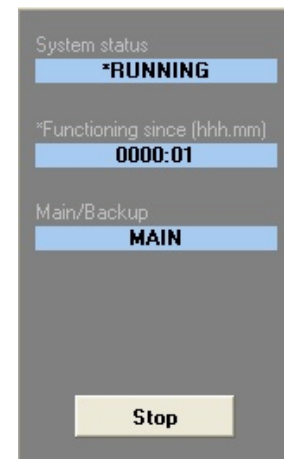 System status
*RUNNING
*Functioning since (hhh.mm)
0000:01
Main/Backup
MAIN
Stop